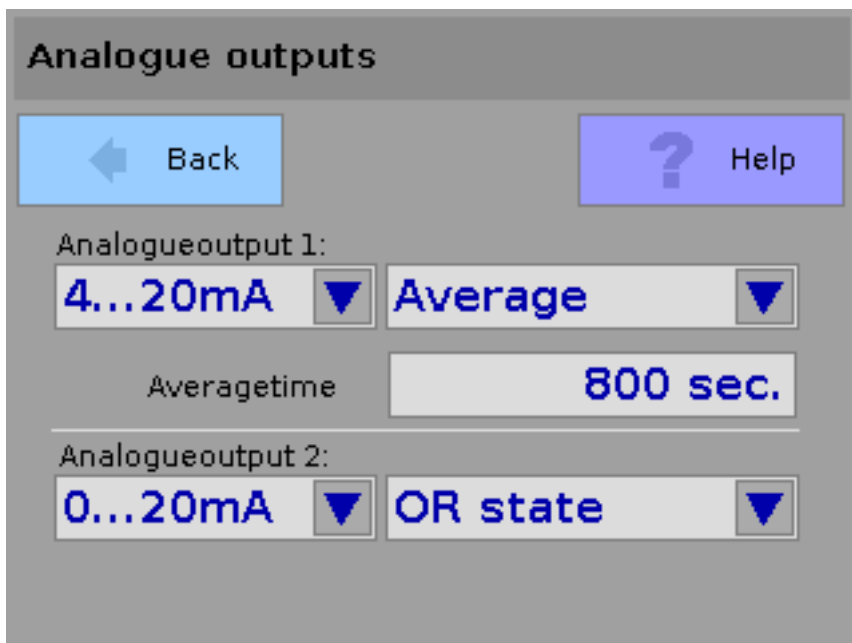 Analogue outputs
Back
? Help
Analogueoutput 1:
4...20mA Average
Averagetime 800 sec.
Analogueoutput 2:
0...20mA OR state